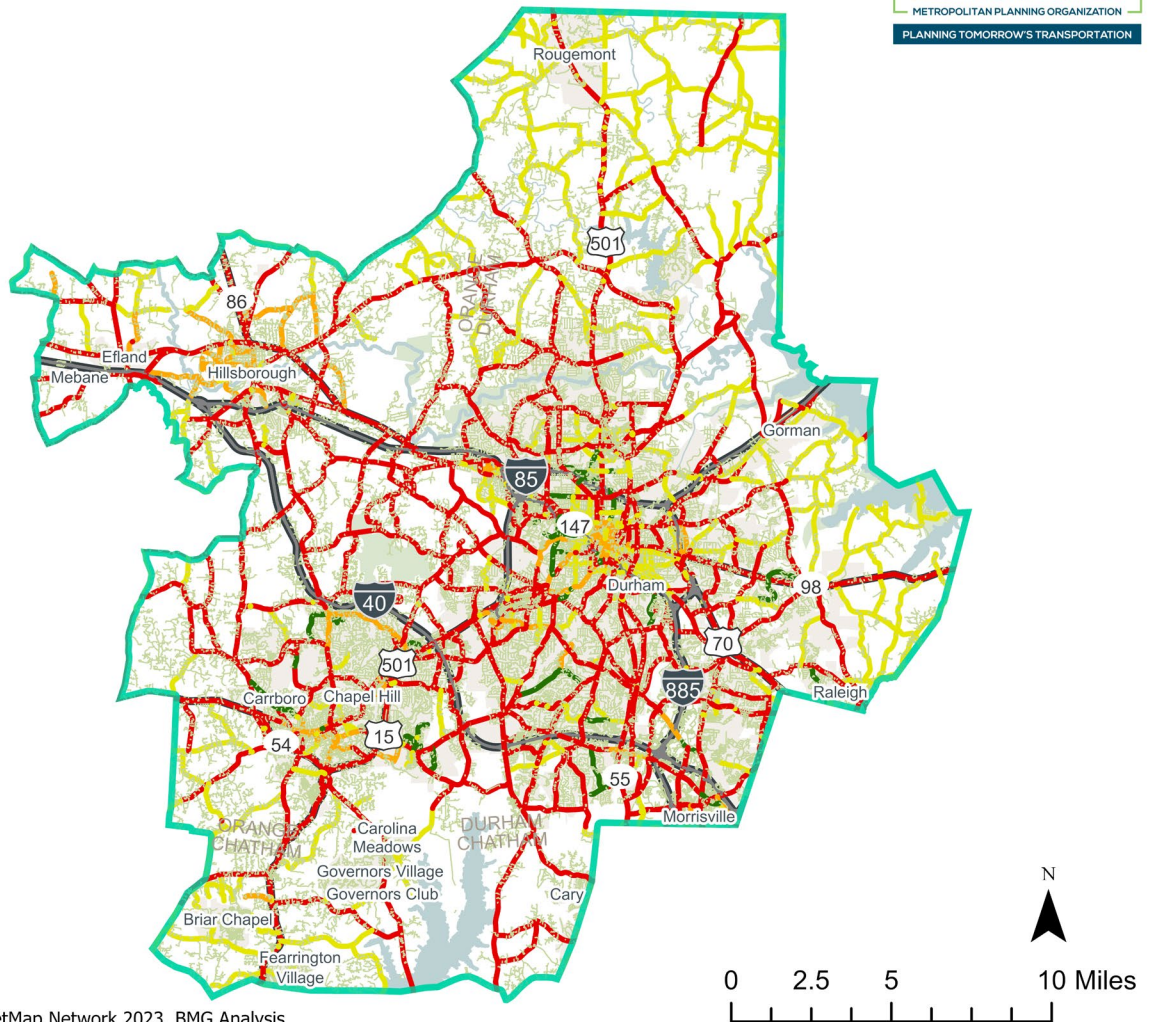 METROPOLITAN PLANNING ORGANIZATION
PLANNING TOMORROW'S TRANSPORTATION
Rougemont
501
ORANGE
DURHAM
86
Efland
Mebane
Hillsborough
Gorman
85
147
Durham
98
40
70
501
885
Raleigh
Carrboro
Chapel Hill
15
54
55
Morrisville
ORANGE
CHATHAM
Carolina
Meadows
DURHAM
CHATHAM
Governors Village
Governors Club
Cary
Briar Chapel
Fearrington
Village
N
0 2.5 5 10 Miles
etMap Network 2023, BMG Analysis